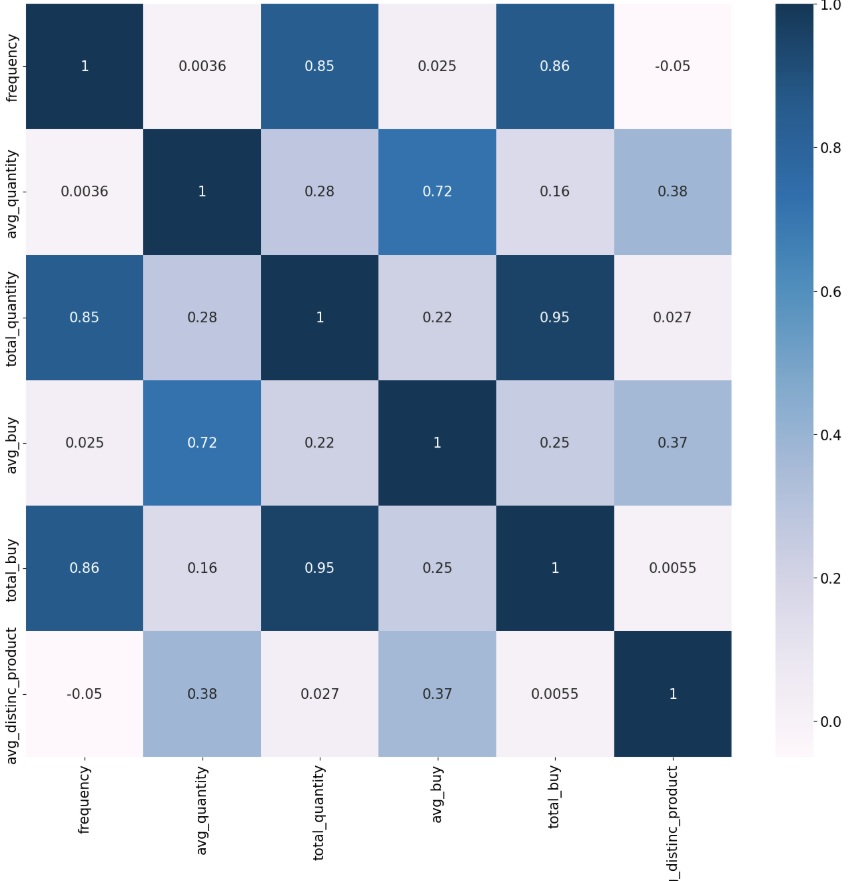 frequency 1 0.0036 0.85 0.025 0.86 -0.05
avg_quantity 0.0036 1 0.28 0.72 0.16 0.38
total_quantity 0.85 0.28 1 0.22 0.95 0.027
avg_buy 0.025 0.72 0.22 1 0.25 0.37
total_buy 0.86 0.16 0.95 0.25 1 0.0055
avg_distinc_product -0.05 0.38 0.027 0.37 0.0055 1
frequency avg_quantity total_quantity avg_buy total_buy _distinc_product
1.0
0.8
0.6
0.4
0.2
0.0